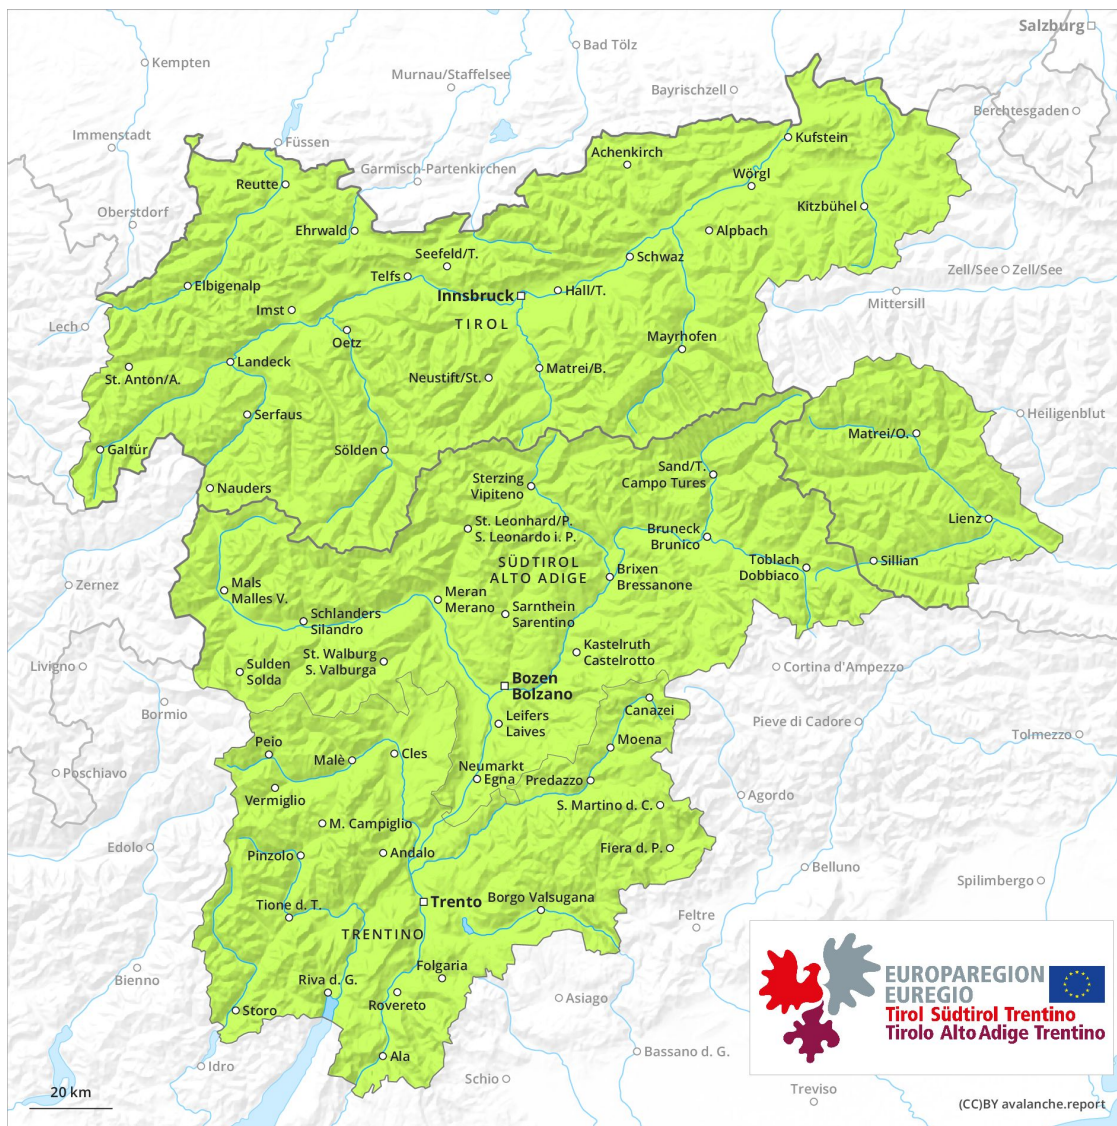 Salzburg
Bad Tölz
Kempten
Murnau/Staffelsee
Bayrischzell
Berchtesgaden
Immenstadt
Füssen
Kufstein
Achenkirch
Garmisch-Partenkirchen
Wörgl
Reutte
Kitzbühel
Oberstdorf
Ehrwald
Alpbach
Seefeld/T.
Schwaz
Telfs
Zell/See
Zell/See
Elbigenalp
Innsbruck
Hall/T.
Mittersill
Imst
TIROL
Lech
Oetz
Mayrhofen
Landeck
Matrei/B.
St. Anton/A.
Neustift/St.
Serfaus
Heiligenblut
Matrei/O.
Galtür
Sölden
Sand/T.
Campo Tures
Sterzing
Vipiteno
Nauders
St. Leonhard/P.
S. Leonardo i. P.
Bruneck
Brunico
Lienz
SÜDTIROL
ALTO ADIGE
Toblach
Dobbiaco
Sillian
Brixen
Bressanone
Zernez
Mals
Malles V.
Meran
Merano
Schlanders
Silandro
Sarnthein
Sarentino
Kastelruth
Castelrotto
St. Walburg
S. Valburga
Livigno
Sulden
Solda
Cortina d'Ampezzo
Bozen
Bolzano
Canazei
Bormio
Leifers
Laives
Pieve di Cadore
Tolmezzo
Moena
Peio
Malè
Cles
Poschiavo
Neumarkt
Egna
Predazzo
Vermiglio
Agordo
S. Martino d. C.
M. Campiglio
Edolo
Pinzolo
Andalo
Fiera d. P.
Belluno
Spilimbergo
Trento
Borgo Valsugana
Tione d. T.
Feltre
TRENTINO
Folgaria
Bienno
Riva d. G.
Rovereto
Asiago
Storo
EUROPAREGION
EUREGIO
Tirol Südtirol Trentino
Tirolo Alto Adige Trentino
Ala
Bassano d. G.
Idro
Schio
Treviso
20 km
(CC)BY avalanche.report